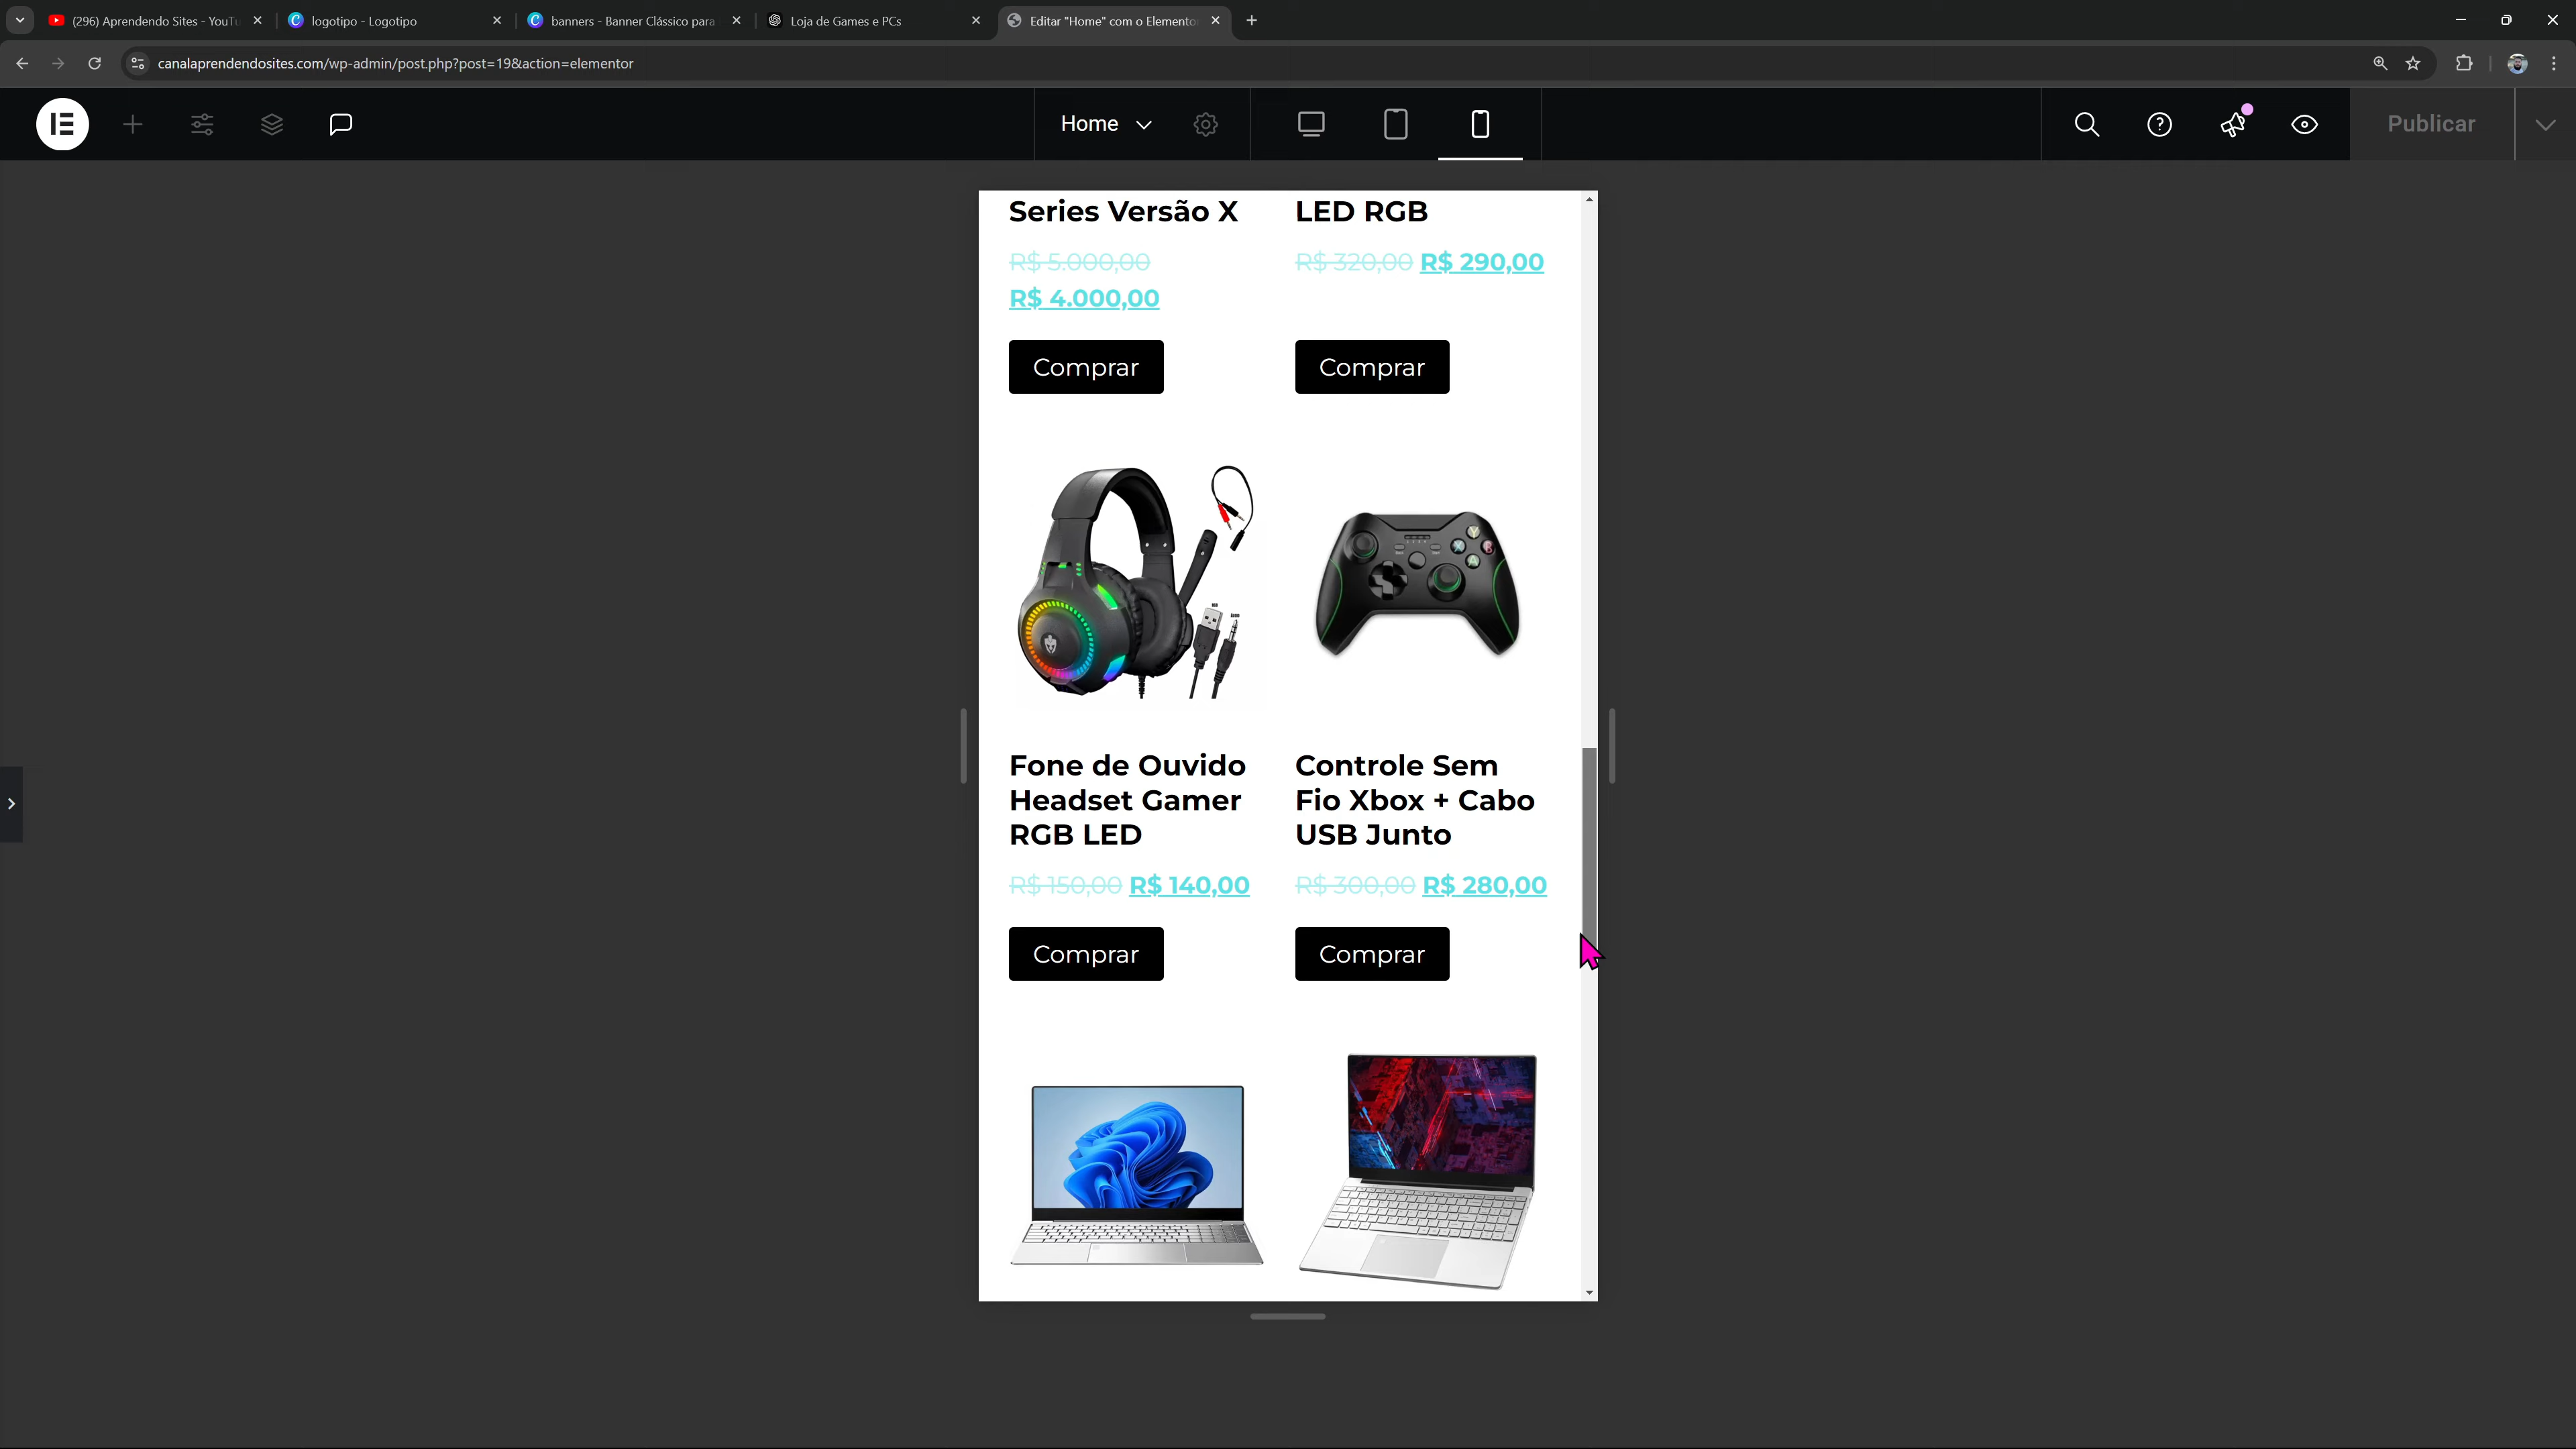 (296) Aprendendo Sites - YouTu
logotipo - Logotipo
banners - Banner Clássico para
Loja de Games e PCs
Editar "Home" com o Elementor
canalaprendendosites.com/wp-admin/post.php?post=19&action=elementor
Home
Publicar
Series Versão X
LED RGB
R$ 5.000,00
R$ 4.000,00
R$ 320,00 R$ 290,00
Comprar
Comprar
Fone de Ouvido
Headset Gamer
RGB LED
Controle Sem
Fio Xbox + Cabo
USB Junto
R$ 150,00 R$ 140,00
R$ 300,00 R$ 280,00
Comprar
Comprar